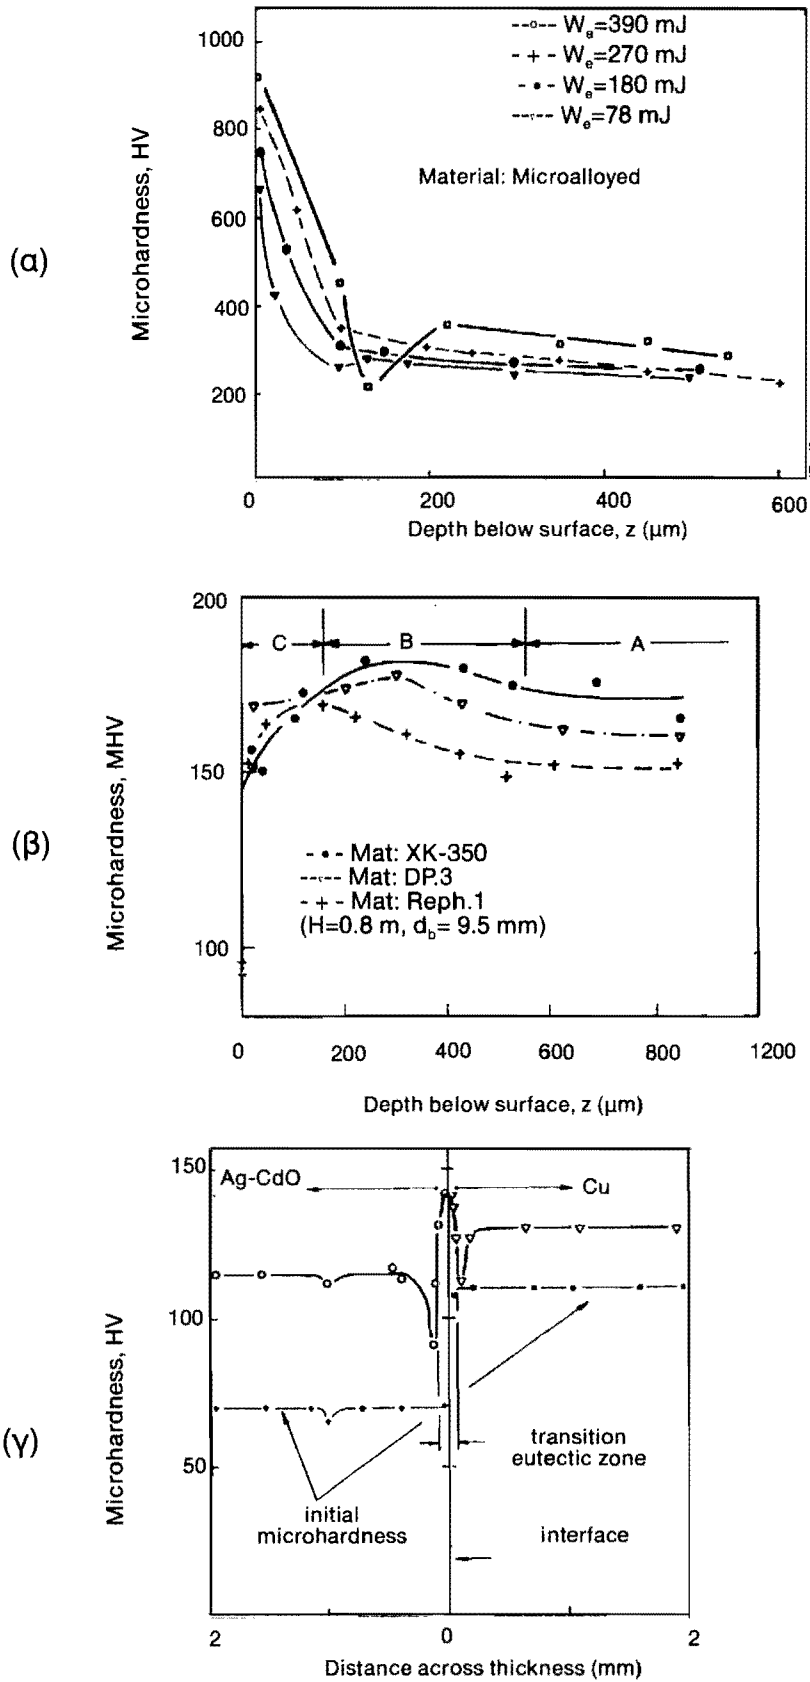 (α)
Microhardness, HV
1000
800
600
400
200
0
200
400
600
Depth below surface, z (μm)
--o-- Wₑ=390 mJ
- + - Wₑ=270 mJ
- ● - Wₑ=180 mJ
Wₑ=78 mJ
Material: Microalloyed
(β)
Microhardness, MHV
200
150
100
C
B
A
- ● - Mat: XK-350
Mat: DP.3
- + - Mat: Reph.1
(H=0.8 m, d_b= 9.5 mm)
0
200
400
600
800
1200
Depth below surface, z (μm)
(γ)
Microhardness, HV
150
100
50
Ag-CdO
Cu
transition
eutectic zone
initial
microhardness
interface
2
0
2
Distance across thickness (mm)